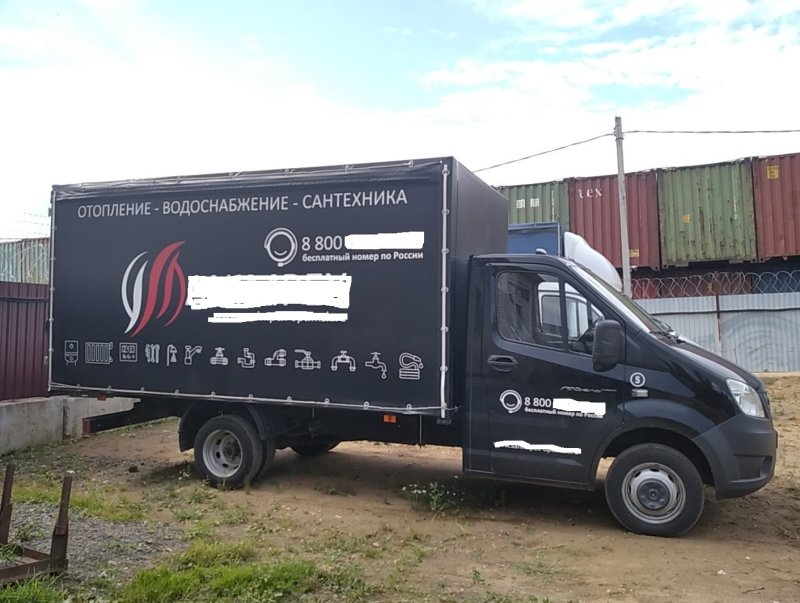 ОТОПЛЕНИЕ - ВОДОСНАБЖЕНИЕ - САНТЕХНИКА
8 800
бесплатный номер по России
8 800
бесплатный номер по России
5